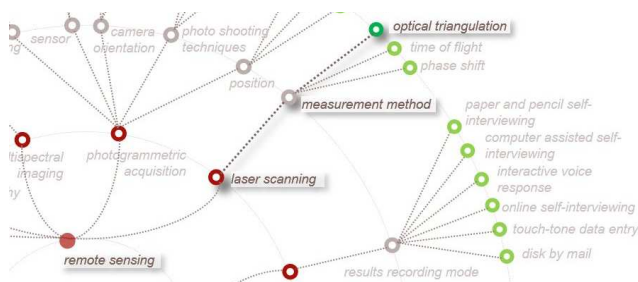 optical triangulation
photo shooting
techniques
camera
orientation
sensor
time of flight
phase shift
position
measurement method
paper and pencil self-
interviewing
computer assisted self-
interviewing
photogrammetric
acquisition
imaging
laser scanning
interactive voice
response
online self-interviewing
touch-tone data entry
disk by mail
remote sensing
results recording mode